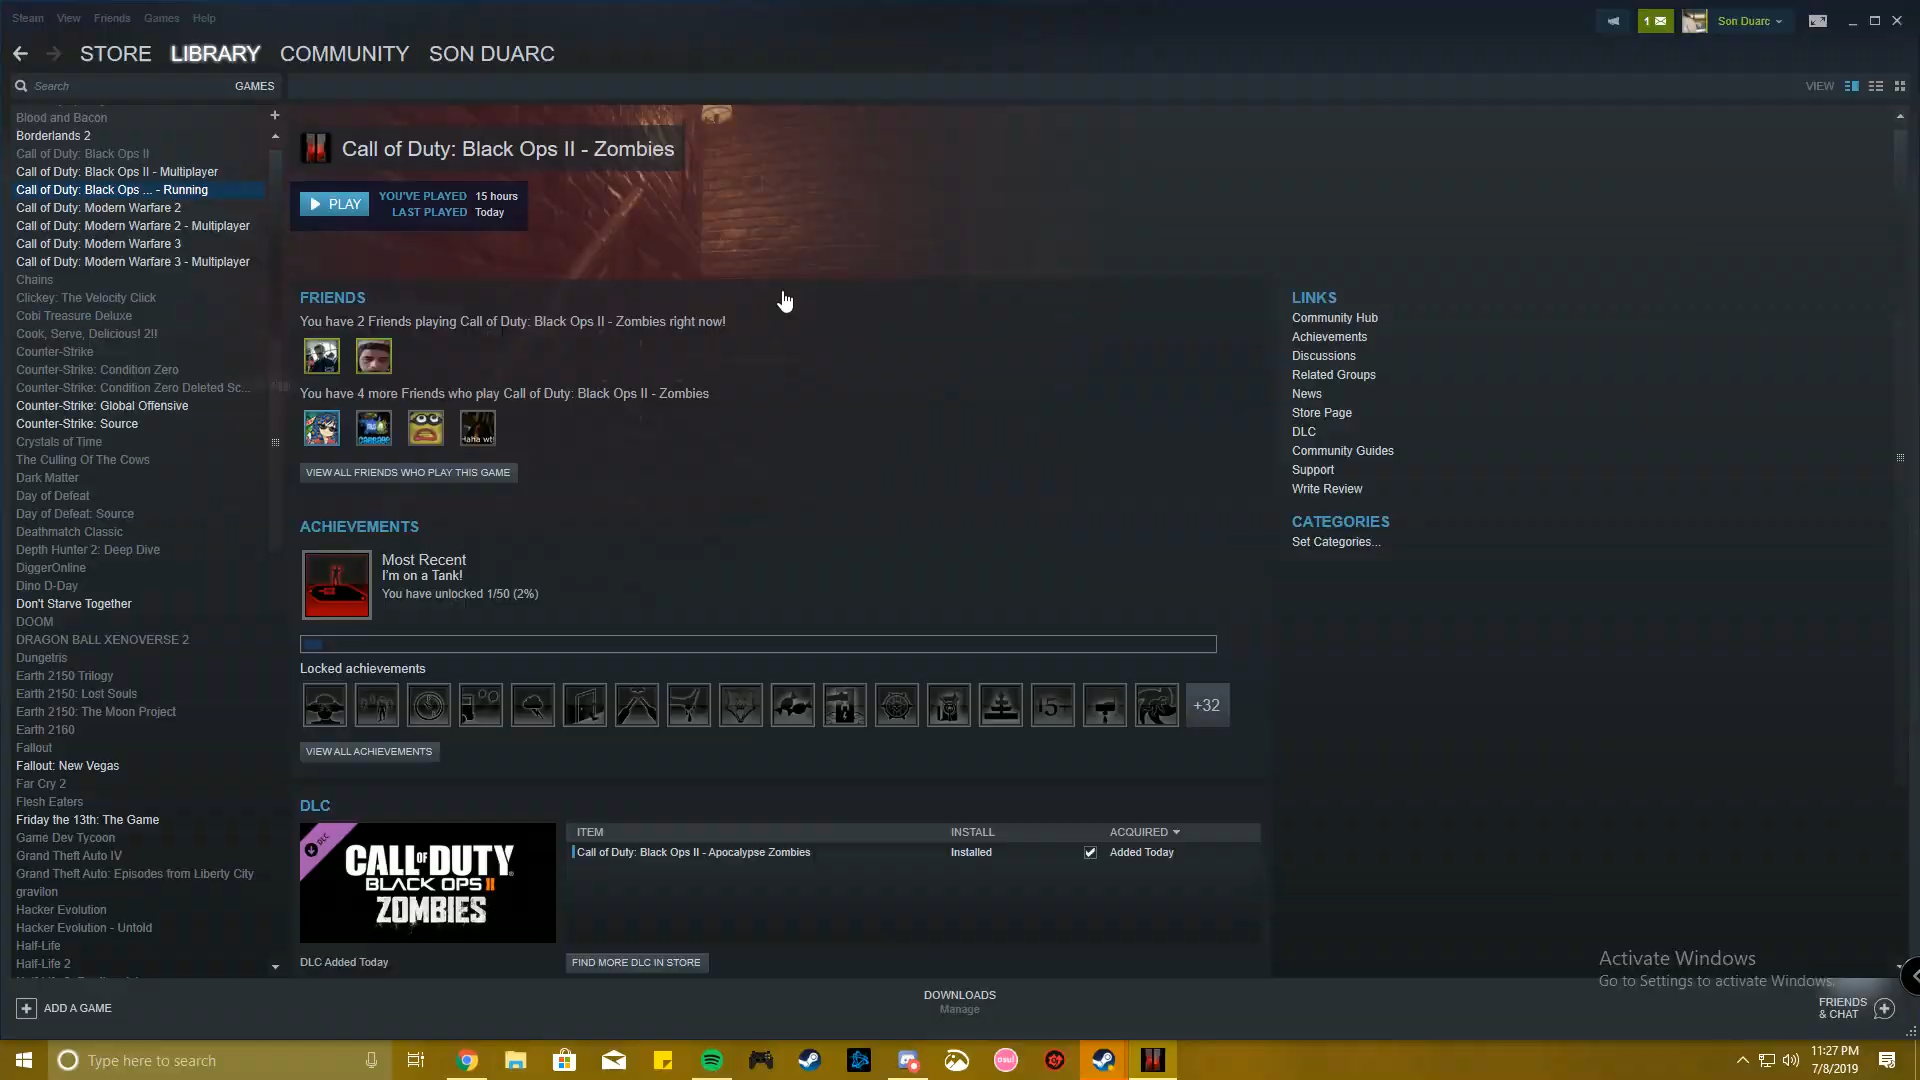 Steam View Friends Games Help
1
Son Duarc
STORE LIBRARY COMMUNITY SON DUARC
Search GAMES
VIEW
Blood and Bacon
Borderlands 2
Call of Duty: Black Ops II
Call of Duty: Black Ops II - Multiplayer
Call of Duty: Black Ops ... - Running
Call of Duty: Modern Warfare 2
Call of Duty: Modern Warfare 2 - Multiplayer
Call of Duty: Modern Warfare 3
Call of Duty: Modern Warfare 3 - Multiplayer
Chains
Clickey: The Velocity Click
Cobi Treasure Deluxe
Cook, Serve, Delicious! 2!!
Counter-Strike
Counter-Strike: Condition Zero
Counter-Strike: Condition Zero Deleted Sc...
Counter-Strike: Global Offensive
Counter-Strike: Source
Crystals of Time
The Culling Of The Cows
Dark Matter
Day of Defeat
Day of Defeat: Source
Deathmatch Classic
Depth Hunter 2: Deep Dive
DiggerOnline
Dino D-Day
Don't Starve Together
DOOM
DRAGON BALL XENOVERSE 2
Dungetris
Earth 2150 Trilogy
Earth 2150: Lost Souls
Earth 2150: The Moon Project
Earth 2160
Fallout
Fallout: New Vegas
Far Cry 2
Flesh Eaters
Friday the 13th: The Game
Game Dev Tycoon
Grand Theft Auto IV
Grand Theft Auto: Episodes from Liberty City
gravilon
Hacker Evolution
Hacker Evolution - Untold
Half-Life
Half-Life 2
Call of Duty: Black Ops II - Zombies
PLAY
YOU'VE PLAYED 15 hours
LAST PLAYED Today
FRIENDS
You have 2 Friends playing Call of Duty: Black Ops II - Zombies right now!
You have 4 more Friends who play Call of Duty: Black Ops II - Zombies
Haha wt
VIEW ALL FRIENDS WHO PLAY THIS GAME
ACHIEVEMENTS
Most Recent
I'm on a Tank!
You have unlocked 1/50 (2%)
Locked achievements
15
+32
VIEW ALL ACHIEVEMENTS
DLC
DLC
CALL OF DUTY
BLACK OPS II
ZOMBIES
DLC Added Today
ITEM INSTALL ACQUIRED
Call of Duty: Black Ops II - Apocalypse Zombies Installed Added Today
FIND MORE DLC IN STORE
LINKS
Community Hub
Achievements
Discussions
Related Groups
News
Store Page
DLC
Community Guides
Support
Write Review
CATEGORIES
Set Categories...
Activate Windows
Go to Settings to activate Windows.
ADD A GAME
DOWNLOADS
Manage
FRIENDS
& CHAT
Type here to search
osu!
11:27 PM
7/8/2019